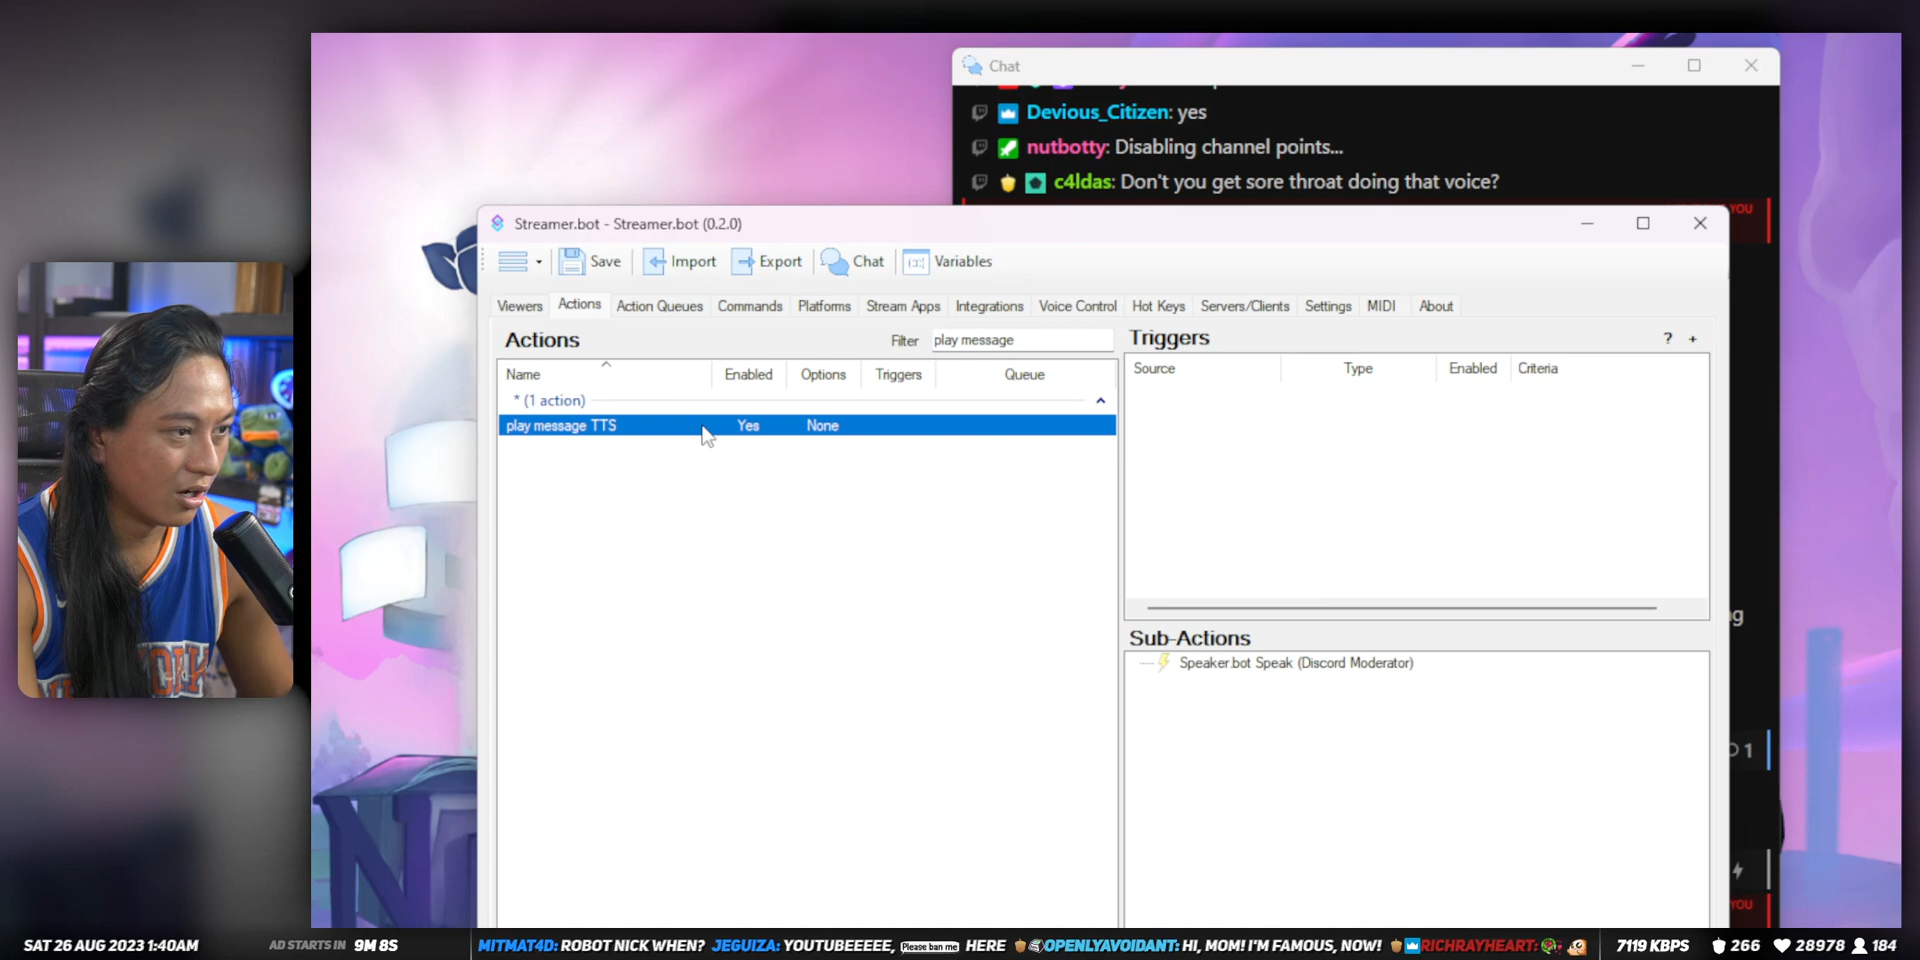 Chat
Devious_Citizen: yes
nutbotty: Disabling channel points...
c4ldas: Don't you get sore throat doing that voice?
YOU
Streamer.bot - Streamer.bot (0.2.0)
Save Import Export Chat Variables
Viewers Actions Action Queues Commands Platforms Stream Apps Integrations Voice Control Hot Keys Servers/Clients Settings MIDI About
Actions Filter play message
Name Enabled Options Triggers Queue
* (1 action)
play message TTS Yes None
Triggers ? +
Source Type Enabled Criteria
Sub-Actions
Speaker.bot Speak (Discord Moderator)
1
YOU
SAT 26 AUG 2023 1:40AM AD STARTS IN 9M 8S MITMAT4D: ROBOT NICK WHEN? JEGUIZA: YOUTUBEEEEE, Please ban me HERE OPENLYAVOIDANT: HI, MOM! I'M FAMOUS, NOW! RICHRAYHEART: 7119 KBPS 266 28978 184